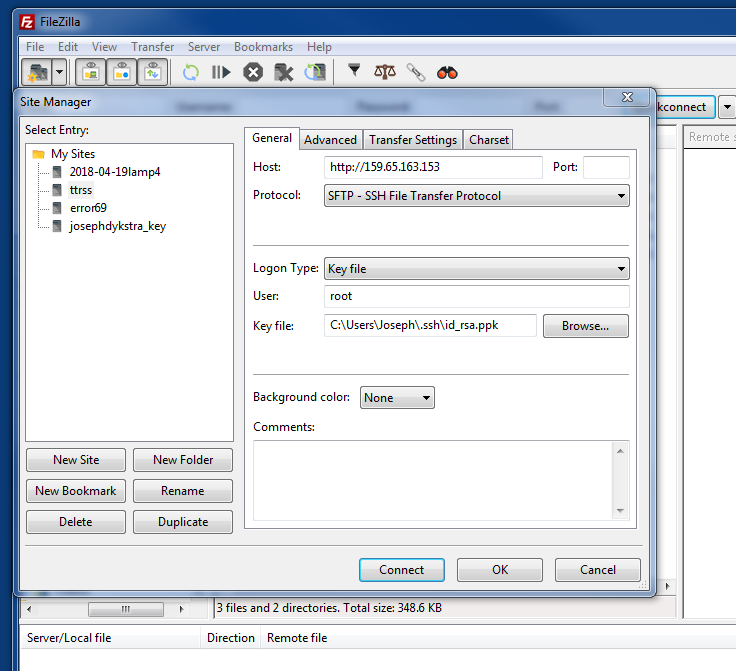 FileZilla
File Edit View Transfer Server Bookmarks Help
Site Manager
kconnect
Select Entry:
My Sites
2018-04-19lamp4
ttrss
error69
josephdykstra_key
New Site New Folder
New Bookmark Rename
Delete Duplicate
General Advanced Transfer Settings Charset
Host: http://159.65.163.153 Port:
Protocol: SFTP - SSH File Transfer Protocol
Logon Type: Key file
User: root
Key file: C:\Users\Joseph\.ssh\id_rsa.ppk Browse...
Background color: None
Comments:
Connect OK Cancel
Remote s
3 files and 2 directories. Total size: 348.6 KB
Server/Local file Direction Remote file